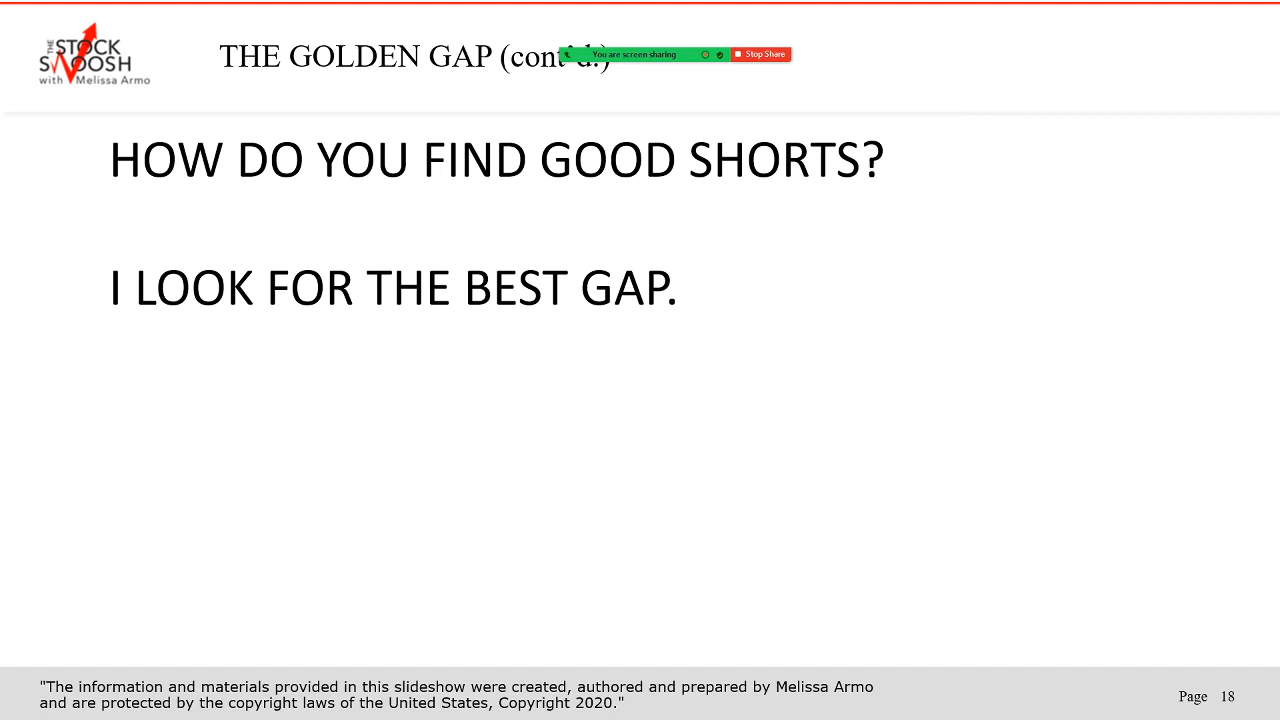 THE STOCK
SWOOSH
with Melissa Armo
THE GOLDEN GAP (cont'd.)
You are screen sharing
Stop Share
HOW DO YOU FIND GOOD SHORTS?
I LOOK FOR THE BEST GAP.
"The information and materials provided in this slideshow were created, authored and prepared by Melissa Armo
and are protected by the copyright laws of the United States, Copyright 2020."
Page 18